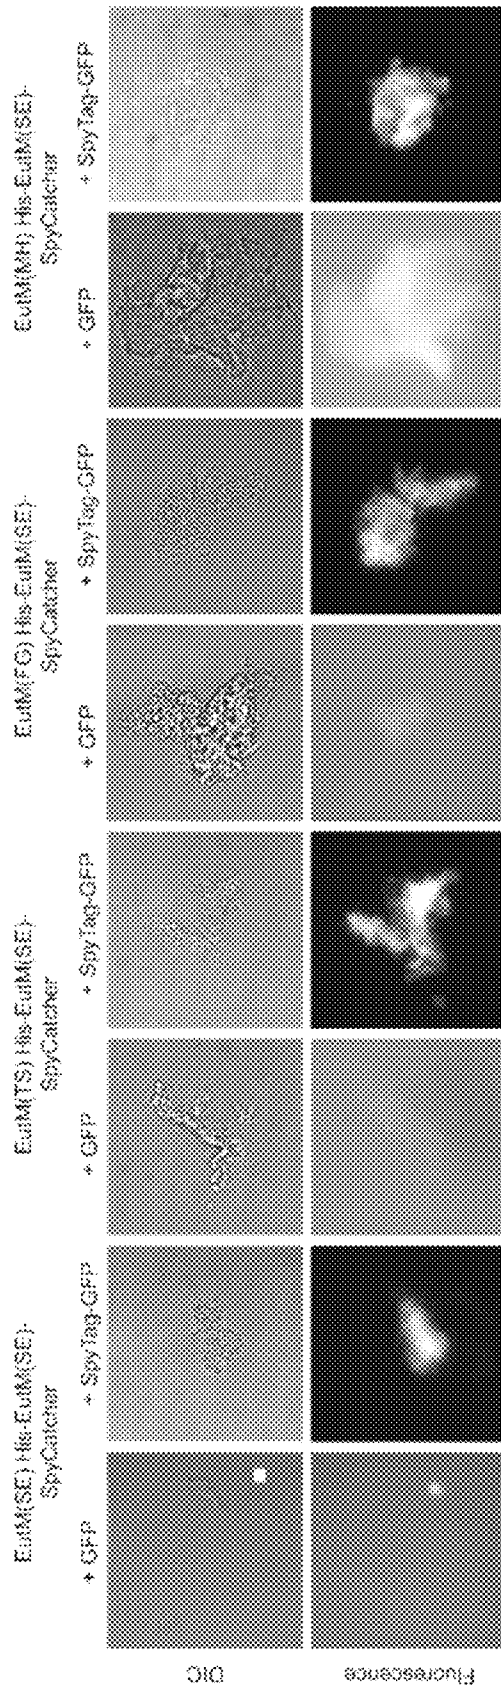 EutM(SE) His-EutM(SE)-
SpyCatcher
EutM(TS) His-EutM(SE)-
SpyCatcher
EutM(FG) His-EutM(SE)-
SpyCatcher
EutM(MH) His-EutM(SE)-
SpyCatcher
+ GFP
+ SpyTag-GFP
+ GFP
+ SpyTag-GFP
+ GFP
+ SpyTag-GFP
+ GFP
+ SpyTag-GFP
DIC
Fluorescence